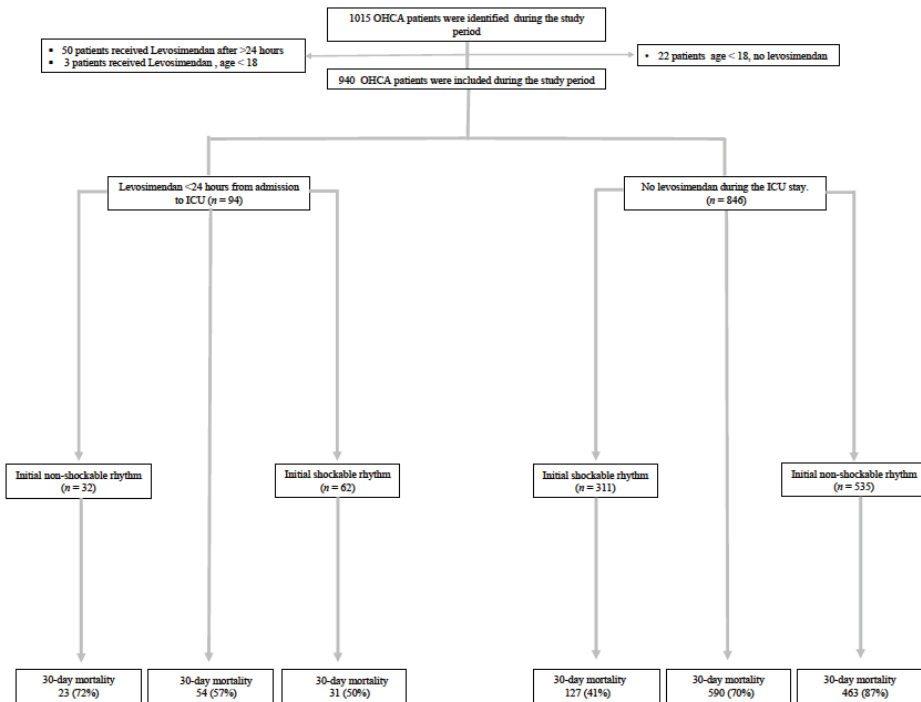 1015 OHCA patients were identified during the study
period
▪ 50 patients received Levosimendan after >24 hours
▪ 3 patients received Levosimendan , age < 18
• 22 patients age < 18, no levosimendan
940 OHCA patients were included during the study period
Levosimendan <24 hours from admission
to ICU (n = 94)
No levosimendan during the ICU stay.
(n = 846)
Initial non-shockable rhythm
(n = 32)
Initial shockable rhythm
(n = 62)
Initial shockable rhythm
(n = 311)
Initial non-shockable rhythm
(n = 535)
30-day mortality
23 (72%)
30-day mortality
54 (57%)
30-day mortality
31 (50%)
30-day mortality
127 (41%)
30-day mortality
590 (70%)
30-day mortality
463 (87%)